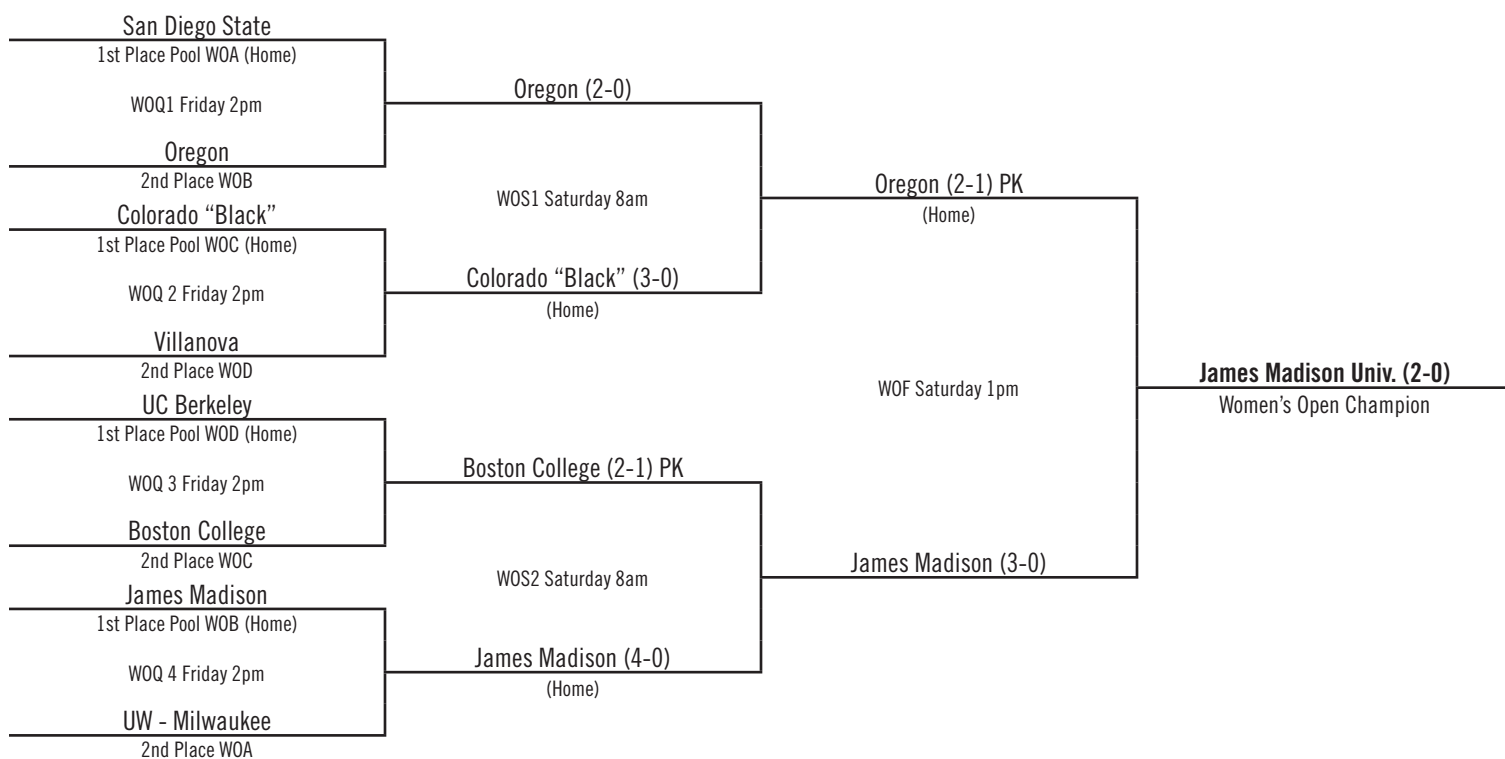 San Diego State
1st Place Pool WOA (Home)
WOQ1 Friday 2pm
Oregon
2nd Place WOB
Colorado “Black”
1st Place Pool WOC (Home)
WOQ 2 Friday 2pm
Villanova
2nd Place WOD
UC Berkeley
1st Place Pool WOD (Home)
WOQ 3 Friday 2pm
Boston College
2nd Place WOC
James Madison
1st Place Pool WOB (Home)
WOQ 4 Friday 2pm
UW - Milwaukee
2nd Place WOA
Oregon (2-0)
WOS1 Saturday 8am
Colorado “Black” (3-0)
(Home)
Boston College (2-1) PK
WOS2 Saturday 8am
James Madison (4-0)
(Home)
Oregon (2-1) PK
(Home)
WOF Saturday 1pm
James Madison (3-0)
James Madison Univ. (2-0)
Women’s Open Champion